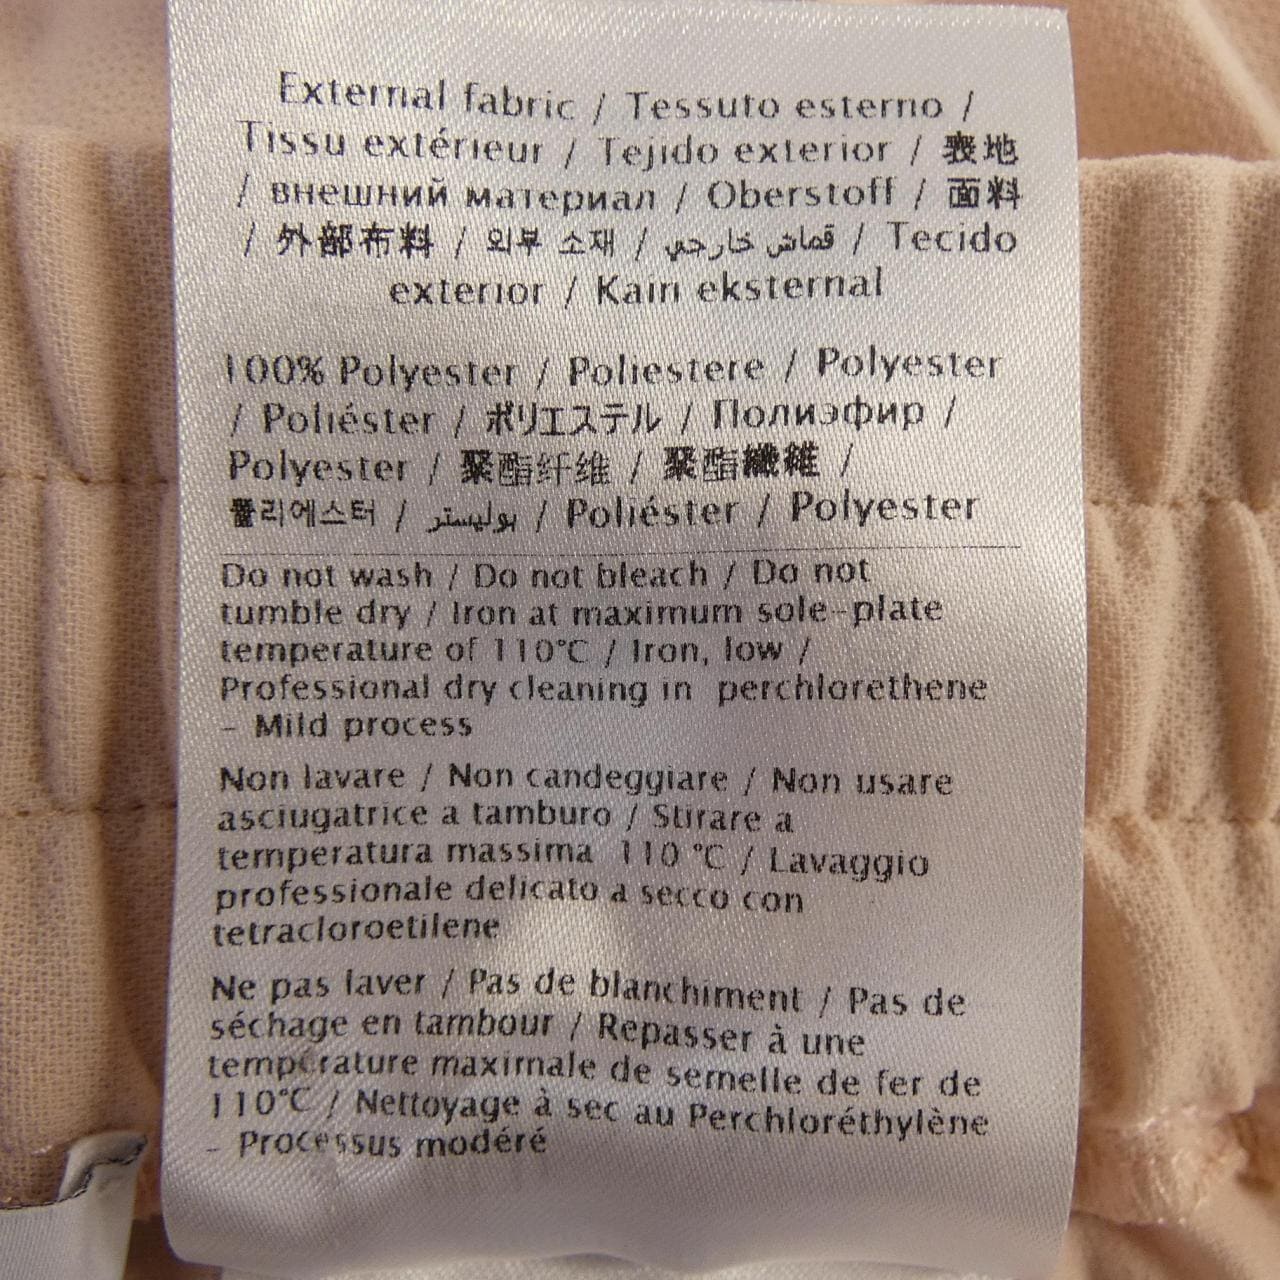 External fabric / Tessuto esterno /
Tissu extérieur / Tejido exterior / 表地
/ внешний материал / Oberstoff / 面料
/ 外部布料 / 외부 소재 / قماش خارجي / Tecido
exterior / Kain eksternal
100% Polyester / Poliestere / Polyester
/ Poliéster / ポリエステル / Полиэфир /
Polyester / 聚酯纤维 / 聚酯纖維 /
폴리에스터 / بوليستر / Poliéster / Polyester
Do not wash / Do not bleach / Do not
tumble dry / Iron at maximum sole-plate
temperature of 110°C / Iron, low /
Professional dry cleaning in perchlorethene
- Mild process
Non lavare / Non candeggiare / Non usare
asciugatrice a tamburo / Stirare a
temperatura massima 110 °C / Lavaggio
professionale delicato a secco con
tetracloroetilene
Ne pas laver / Pas de blanchiment / Pas de
séchage en tambour / Repasser à une
température maximale de semelle de fer de
110°C / Nettoyage à sec au Perchloréthylène
- Processus modéré